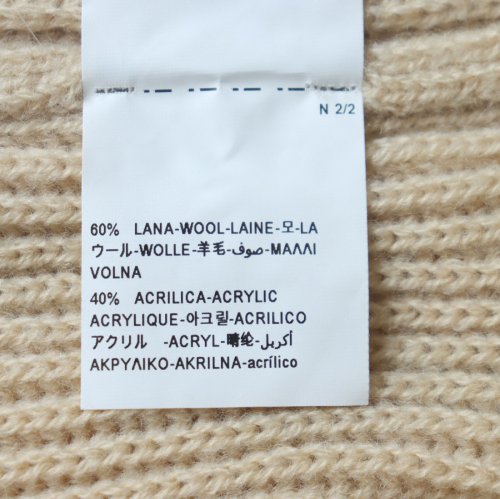 N 2/2
60% LANA-WOOL-LAINE-모-LA
ウール-WOLLE-羊毛-صوف-ΜΑΛΛΙ
VOLNA
40% ACRILICA-ACRYLIC
ACRYLIQUE-아크릴-ACRILICO
アクリル -ACRYL-晴纶-أكريل
ΑΚΡΥΛΙΚΟ-AKRILNA-acrílico